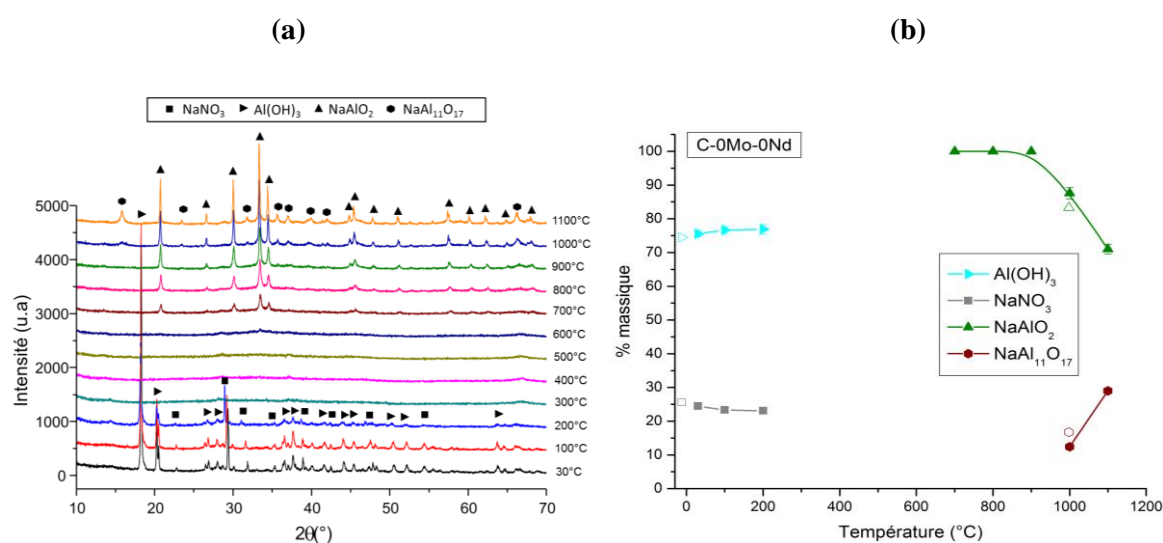 (a)
(b)
NaNO3 Al(OH)3 NaAlO2 NaAl11O17
5000
4000
3000
2000
1000
0
Intensité (u.a)
1100°C
1000°C
900°C
800°C
700°C
600°C
500°C
400°C
300°C
200°C
100°C
30°C
10 20 30 40 50 60 70
2θ(°)
C-0Mo-0Nd
100
90
80
70
60
50
40
30
20
10
0
% massique
Al(OH)3
NaNO3
NaAlO2
NaAl11O17
0 200 400 600 800 1000 1200
Température (°C)